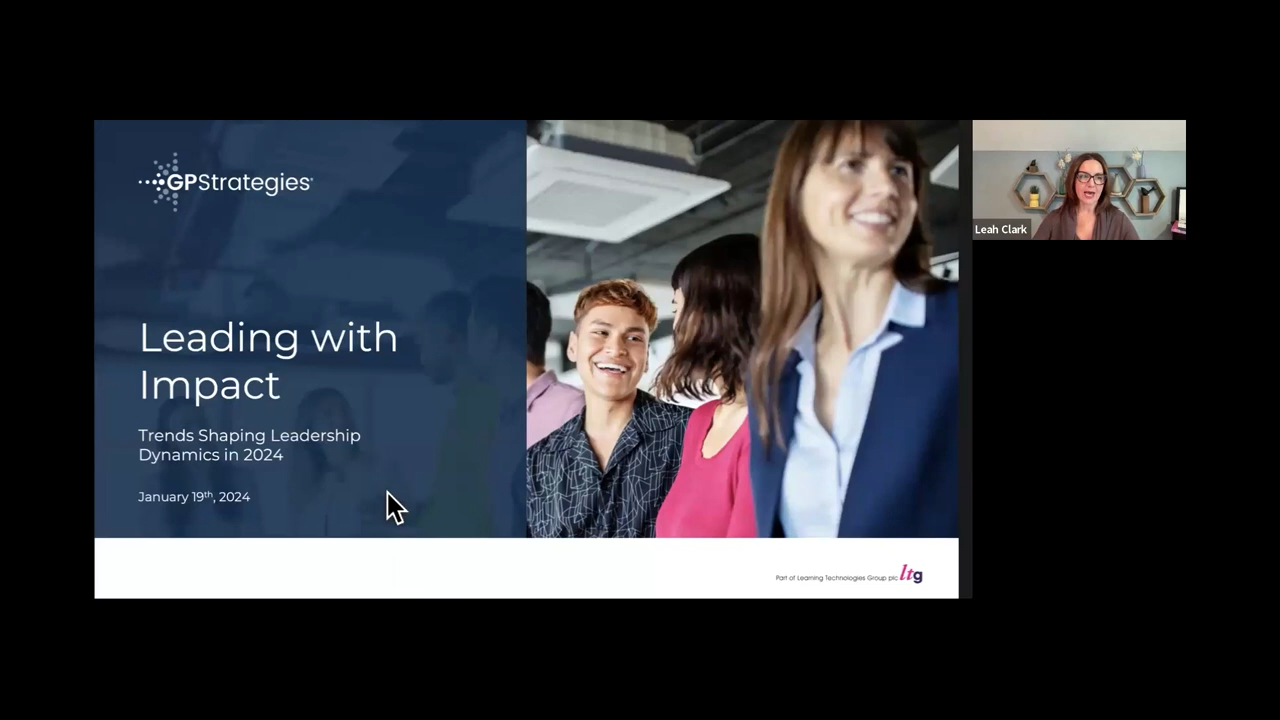 GPStrategies®
Leah Clark
Leading with
Impact
Trends Shaping Leadership
Dynamics in 2024
January 19th, 2024
Part of Learning Technologies Group plc ltg